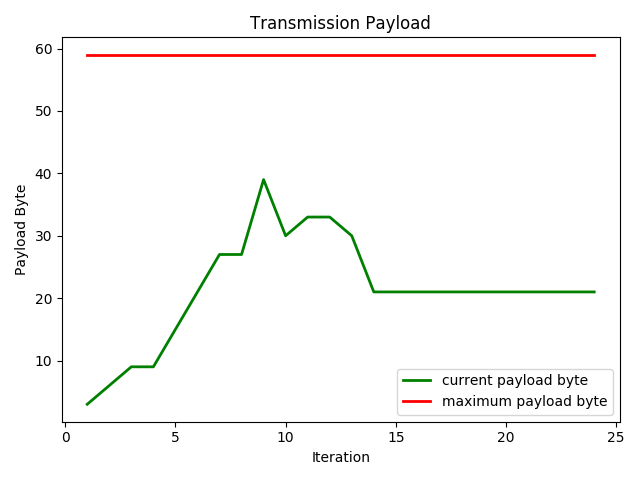 Transmission Payload
60
50
40
30
20
10
Payload Byte
current payload byte
maximum payload byte
0 5 10 15 20 25
Iteration